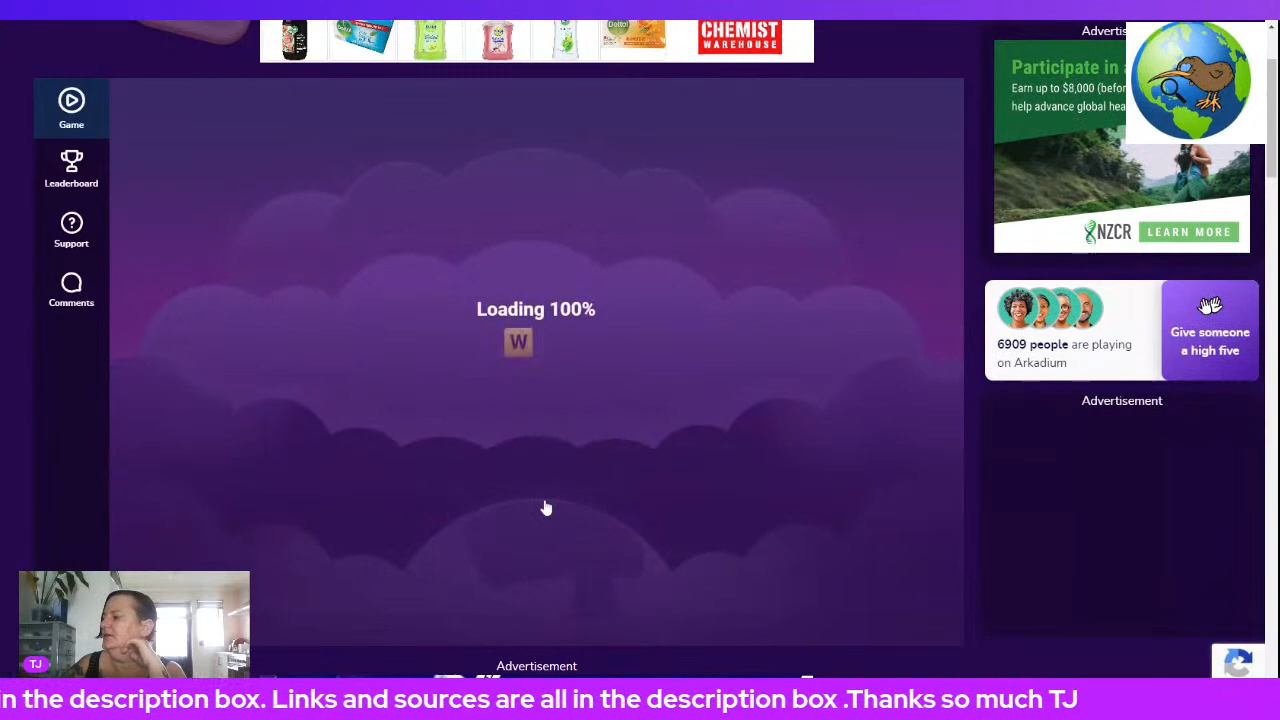 CHEMIST
WAREHOUSE
Dettol
Game
Leaderboard
Support
Comments
Loading 100%
W
Advertis
Participate in a
Earn up to $8,000 (befor
help advance global hea
NZCR
LEARN MORE
6909 people are playing
on Arkadium
Give someone
a high five
Advertisement
TJ
Advertisement
in the description box. Links and sources are all in the description box .Thanks so much TJ